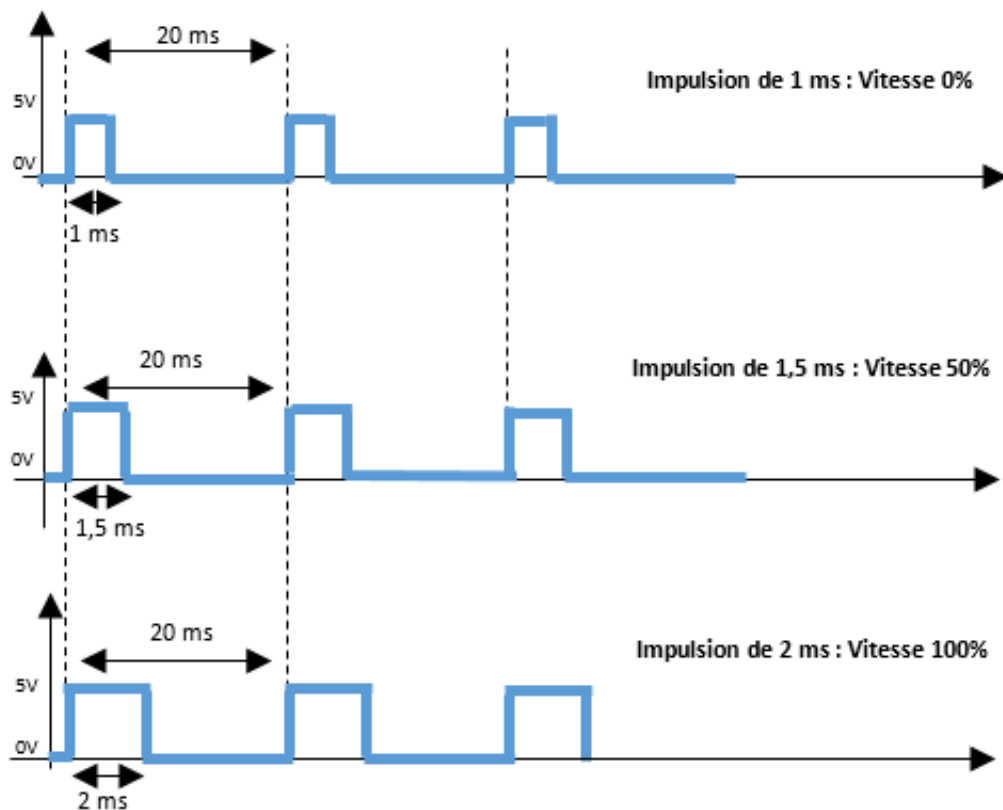 20 ms
Impulsion de 1 ms : Vitesse 0%
5V
0V
1 ms
20 ms
Impulsion de 1,5 ms : Vitesse 50%
5V
0V
1,5 ms
20 ms
Impulsion de 2 ms : Vitesse 100%
5V
0V
2 ms